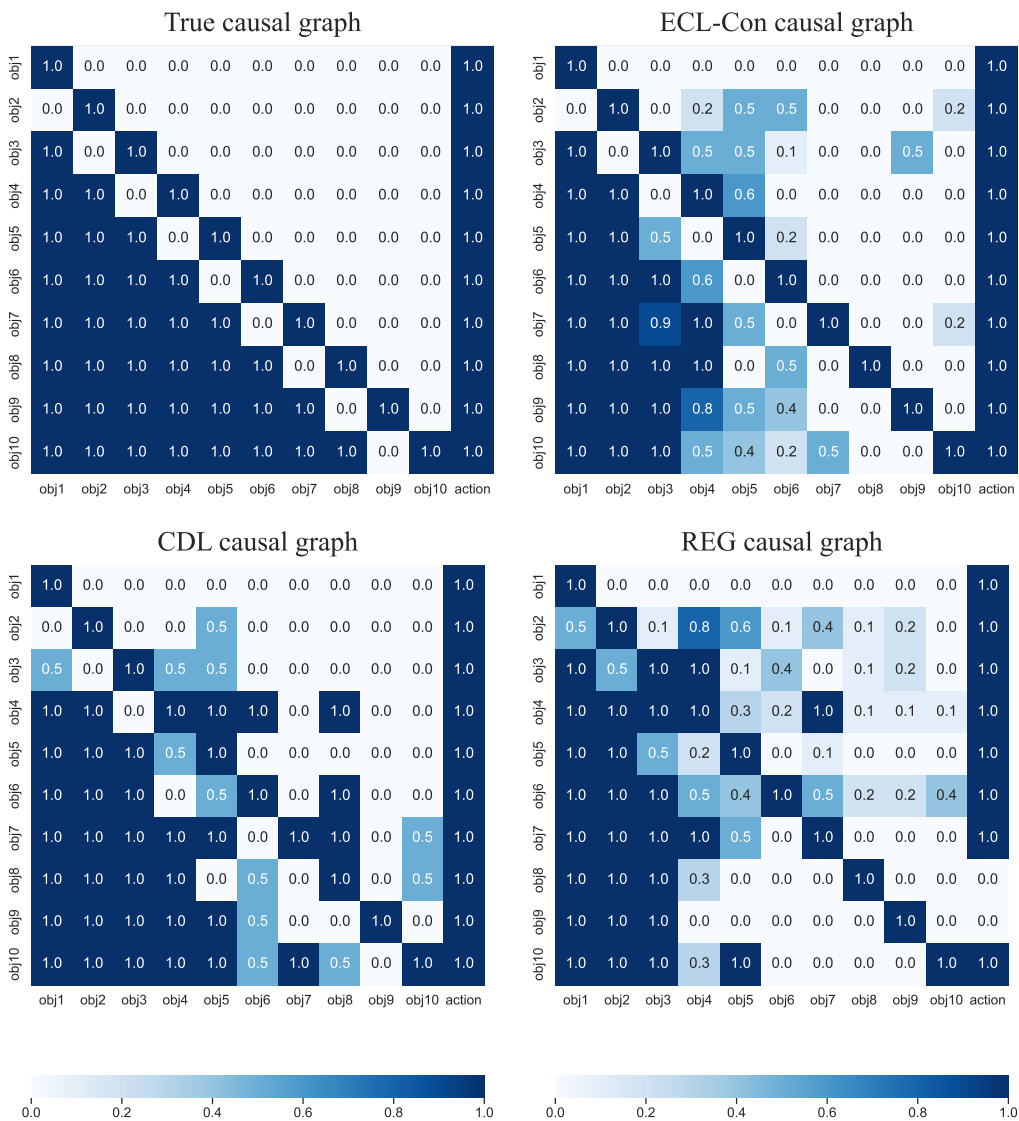 True causal graph
obj1 1.0 0.0 0.0 0.0 0.0 0.0 0.0 0.0 0.0 0.0 1.0
obj2 0.0 1.0 0.0 0.0 0.0 0.0 0.0 0.0 0.0 0.0 1.0
obj3 1.0 0.0 1.0 0.0 0.0 0.0 0.0 0.0 0.0 0.0 1.0
obj4 1.0 1.0 0.0 1.0 0.0 0.0 0.0 0.0 0.0 0.0 1.0
obj5 1.0 1.0 1.0 0.0 1.0 0.0 0.0 0.0 0.0 0.0 1.0
obj6 1.0 1.0 1.0 1.0 0.0 1.0 0.0 0.0 0.0 0.0 1.0
obj7 1.0 1.0 1.0 1.0 1.0 0.0 1.0 0.0 0.0 0.0 1.0
obj8 1.0 1.0 1.0 1.0 1.0 1.0 0.0 1.0 0.0 0.0 1.0
obj9 1.0 1.0 1.0 1.0 1.0 1.0 1.0 0.0 1.0 0.0 1.0
obj10 1.0 1.0 1.0 1.0 1.0 1.0 1.0 1.0 0.0 1.0 1.0
obj1 obj2 obj3 obj4 obj5 obj6 obj7 obj8 obj9 obj10 action
ECL-Con causal graph
obj1 1.0 0.0 0.0 0.0 0.0 0.0 0.0 0.0 0.0 0.0 1.0
obj2 0.0 1.0 0.0 0.2 0.5 0.5 0.0 0.0 0.0 0.2 1.0
obj3 1.0 0.0 1.0 0.5 0.5 0.1 0.0 0.0 0.5 0.0 1.0
obj4 1.0 1.0 0.0 1.0 0.6 0.0 0.0 0.0 0.0 0.0 1.0
obj5 1.0 1.0 0.5 0.0 1.0 0.2 0.0 0.0 0.0 0.0 1.0
obj6 1.0 1.0 1.0 0.6 0.0 1.0 0.0 0.0 0.0 0.0 1.0
obj7 1.0 1.0 0.9 1.0 0.5 0.0 1.0 0.0 0.0 0.2 1.0
obj8 1.0 1.0 1.0 1.0 0.0 0.5 0.0 1.0 0.0 0.0 1.0
obj9 1.0 1.0 1.0 0.8 0.5 0.4 0.0 0.0 1.0 0.0 1.0
obj10 1.0 1.0 1.0 0.5 0.4 0.2 0.5 0.0 0.0 1.0 1.0
obj1 obj2 obj3 obj4 obj5 obj6 obj7 obj8 obj9 obj10 action
CDL causal graph
obj1 1.0 0.0 0.0 0.0 0.0 0.0 0.0 0.0 0.0 0.0 1.0
obj2 0.0 1.0 0.0 0.0 0.5 0.0 0.0 0.0 0.0 0.0 1.0
obj3 0.5 0.0 1.0 0.5 0.5 0.0 0.0 0.0 0.0 0.0 1.0
obj4 1.0 1.0 0.0 1.0 1.0 1.0 0.0 1.0 0.0 0.0 1.0
obj5 1.0 1.0 1.0 0.5 1.0 0.0 0.0 0.0 0.0 0.0 1.0
obj6 1.0 1.0 1.0 0.0 0.5 1.0 0.0 1.0 0.0 0.0 1.0
obj7 1.0 1.0 1.0 1.0 1.0 0.0 1.0 1.0 0.0 0.5 1.0
obj8 1.0 1.0 1.0 1.0 0.0 0.5 0.0 1.0 0.0 0.5 1.0
obj9 1.0 1.0 1.0 1.0 1.0 0.5 0.0 0.0 1.0 0.0 1.0
obj10 1.0 1.0 1.0 1.0 1.0 0.5 1.0 0.5 0.0 1.0 1.0
obj1 obj2 obj3 obj4 obj5 obj6 obj7 obj8 obj9 obj10 action
REG causal graph
obj1 1.0 0.0 0.0 0.0 0.0 0.0 0.0 0.0 0.0 0.0 1.0
obj2 0.5 1.0 0.1 0.8 0.6 0.1 0.4 0.1 0.2 0.0 1.0
obj3 1.0 0.5 1.0 1.0 0.1 0.4 0.0 0.1 0.2 0.0 1.0
obj4 1.0 1.0 1.0 1.0 0.3 0.2 1.0 0.1 0.1 0.1 1.0
obj5 1.0 1.0 0.5 0.2 1.0 0.0 0.1 0.0 0.0 0.0 1.0
obj6 1.0 1.0 1.0 0.5 0.4 1.0 0.5 0.2 0.2 0.4 1.0
obj7 1.0 1.0 1.0 1.0 0.5 0.0 1.0 0.0 0.0 0.0 1.0
obj8 1.0 1.0 1.0 0.3 0.0 0.0 0.0 1.0 0.0 0.0 0.0
obj9 1.0 1.0 1.0 0.0 0.0 0.0 0.0 0.0 1.0 0.0 0.0
obj10 1.0 1.0 1.0 0.3 1.0 0.0 0.0 0.0 0.0 1.0 1.0
obj1 obj2 obj3 obj4 obj5 obj6 obj7 obj8 obj9 obj10 action
0.0 0.2 0.4 0.6 0.8 1.0
0.0 0.2 0.4 0.6 0.8 1.0